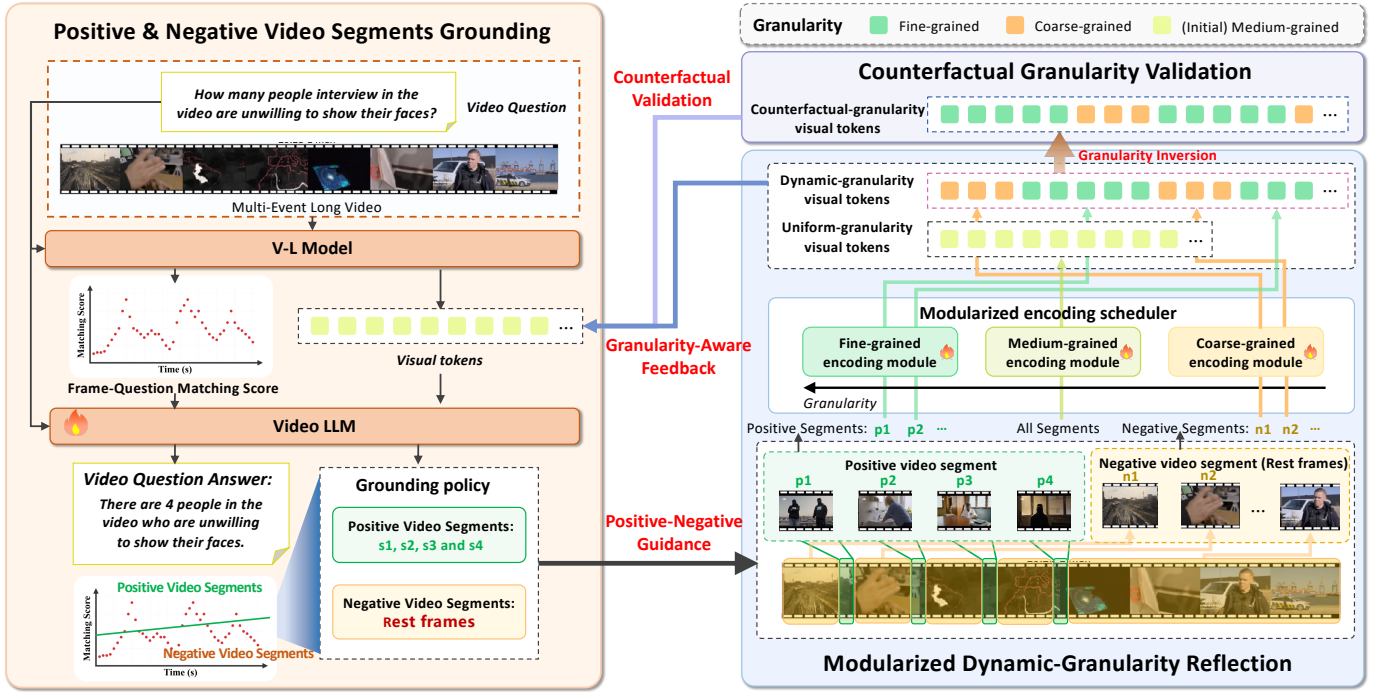 Positive & Negative Video Segments Grounding
How many people interview in the
video are unwilling to show their faces?
Video Question
Multi-Event Long Video
V-L Model
Matching Score
Time (s)
Frame-Question Matching Score
...
Visual tokens
Video LLM
Video Question Answer:
There are 4 people in the
video who are unwilling
to show their faces.
Grounding policy
Positive Video Segments:
s1, s2, s3 and s4
Negative Video Segments:
Rest frames
Positive Video Segments
Negative Video Segments
Matching Score
Time (s)
Counterfactual
Validation
Granularity-Aware
Feedback
Positive-Negative
Guidance
Granularity
Fine-grained
Coarse-grained
(Initial) Medium-grained
Counterfactual Granularity Validation
Counterfactual-granularity
visual tokens
...
Granularity Inversion
Dynamic-granularity
visual tokens
...
Uniform-granularity
visual tokens
...
Modularized encoding scheduler
Fine-grained
encoding module
Medium-grained
encoding module
Coarse-grained
encoding module
Granularity
Positive Segments: p1 p2 ...
All Segments
Negative Segments: n1 n2 ...
Positive video segment
p1 p2 p3 p4
Negative video segment (Rest frames)
n1 n2
...
Modularized Dynamic-Granularity Reflection